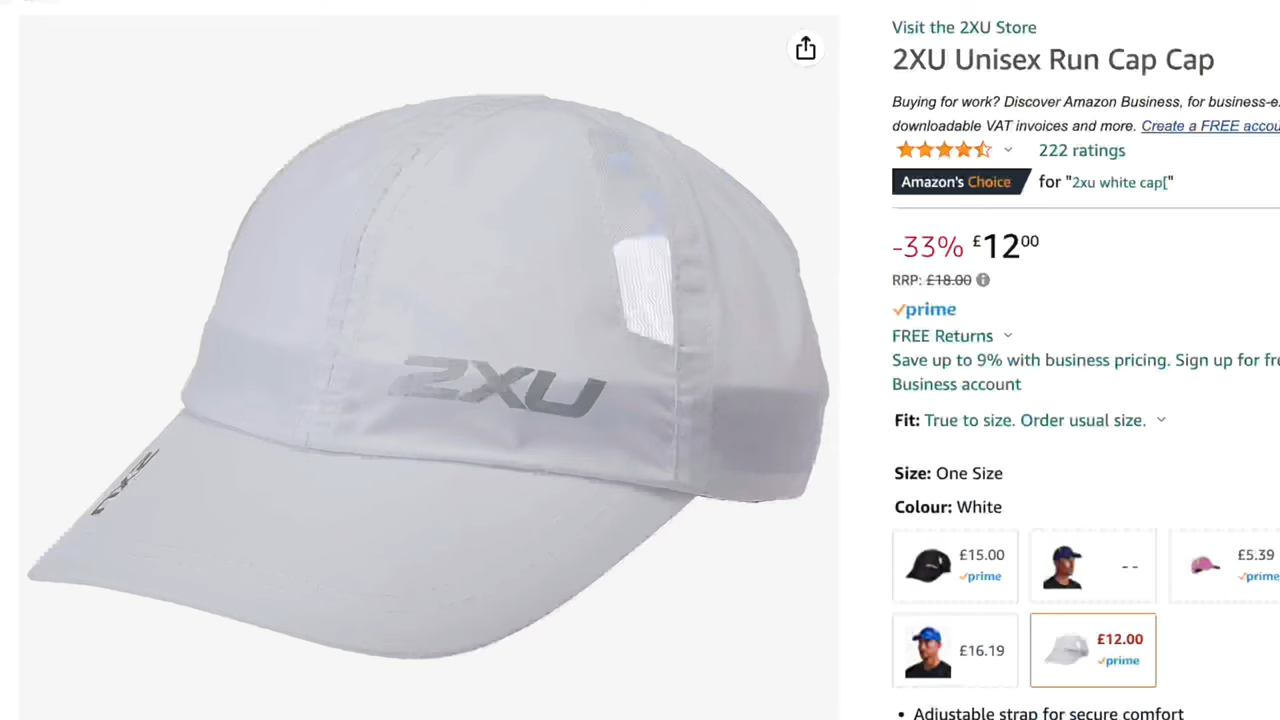 2XU
2XU
Visit the 2XU Store
2XU Unisex Run Cap Cap
Buying for work? Discover Amazon Business, for business-e
downloadable VAT invoices and more. Create a FREE accou
222 ratings
Amazon's Choice for "2xu white cap["
-33% £1200
RRP: £18.00
prime
FREE Returns
Save up to 9% with business pricing. Sign up for fre
Business account
Fit: True to size. Order usual size.
Size: One Size
Colour: White
£15.00
prime
--
£5.39
prime
£16.19
£12.00
prime
• Adjustable strap for secure comfort